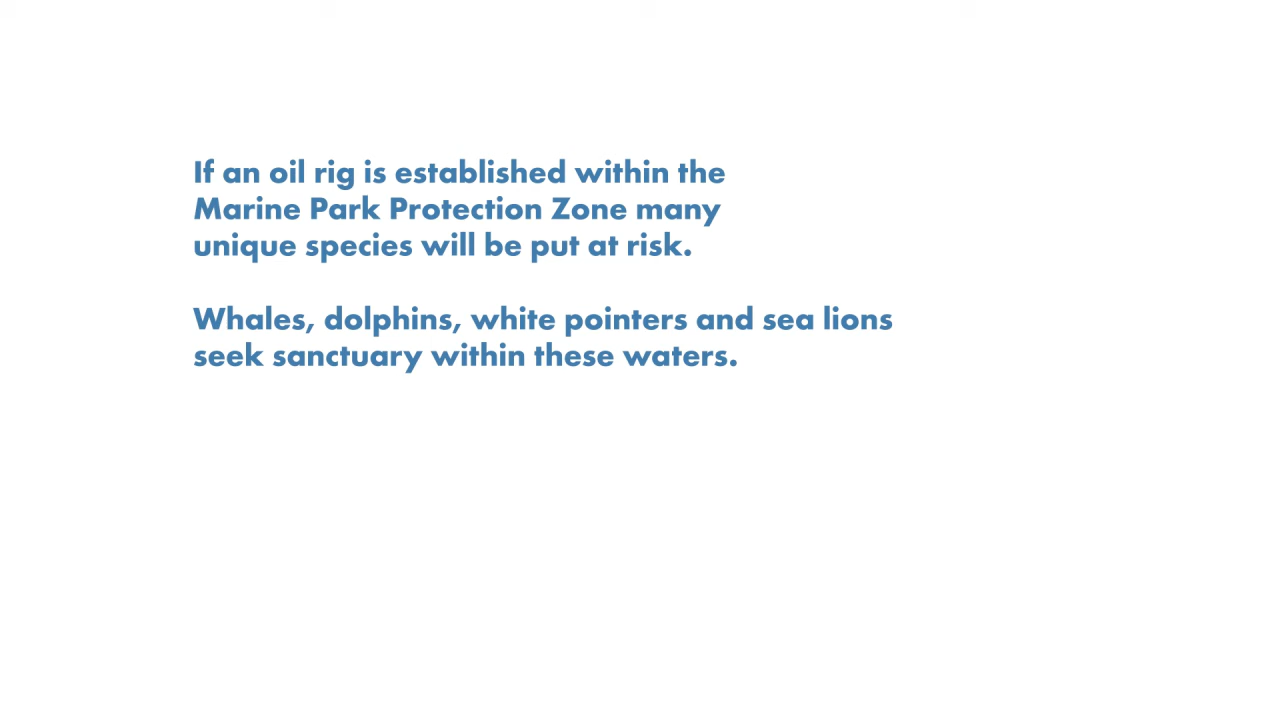 If an oil rig is established within the
Marine Park Protection Zone many
unique species will be put at risk.
Whales, dolphins, white pointers and sea lions
seek sanctuary within these waters.